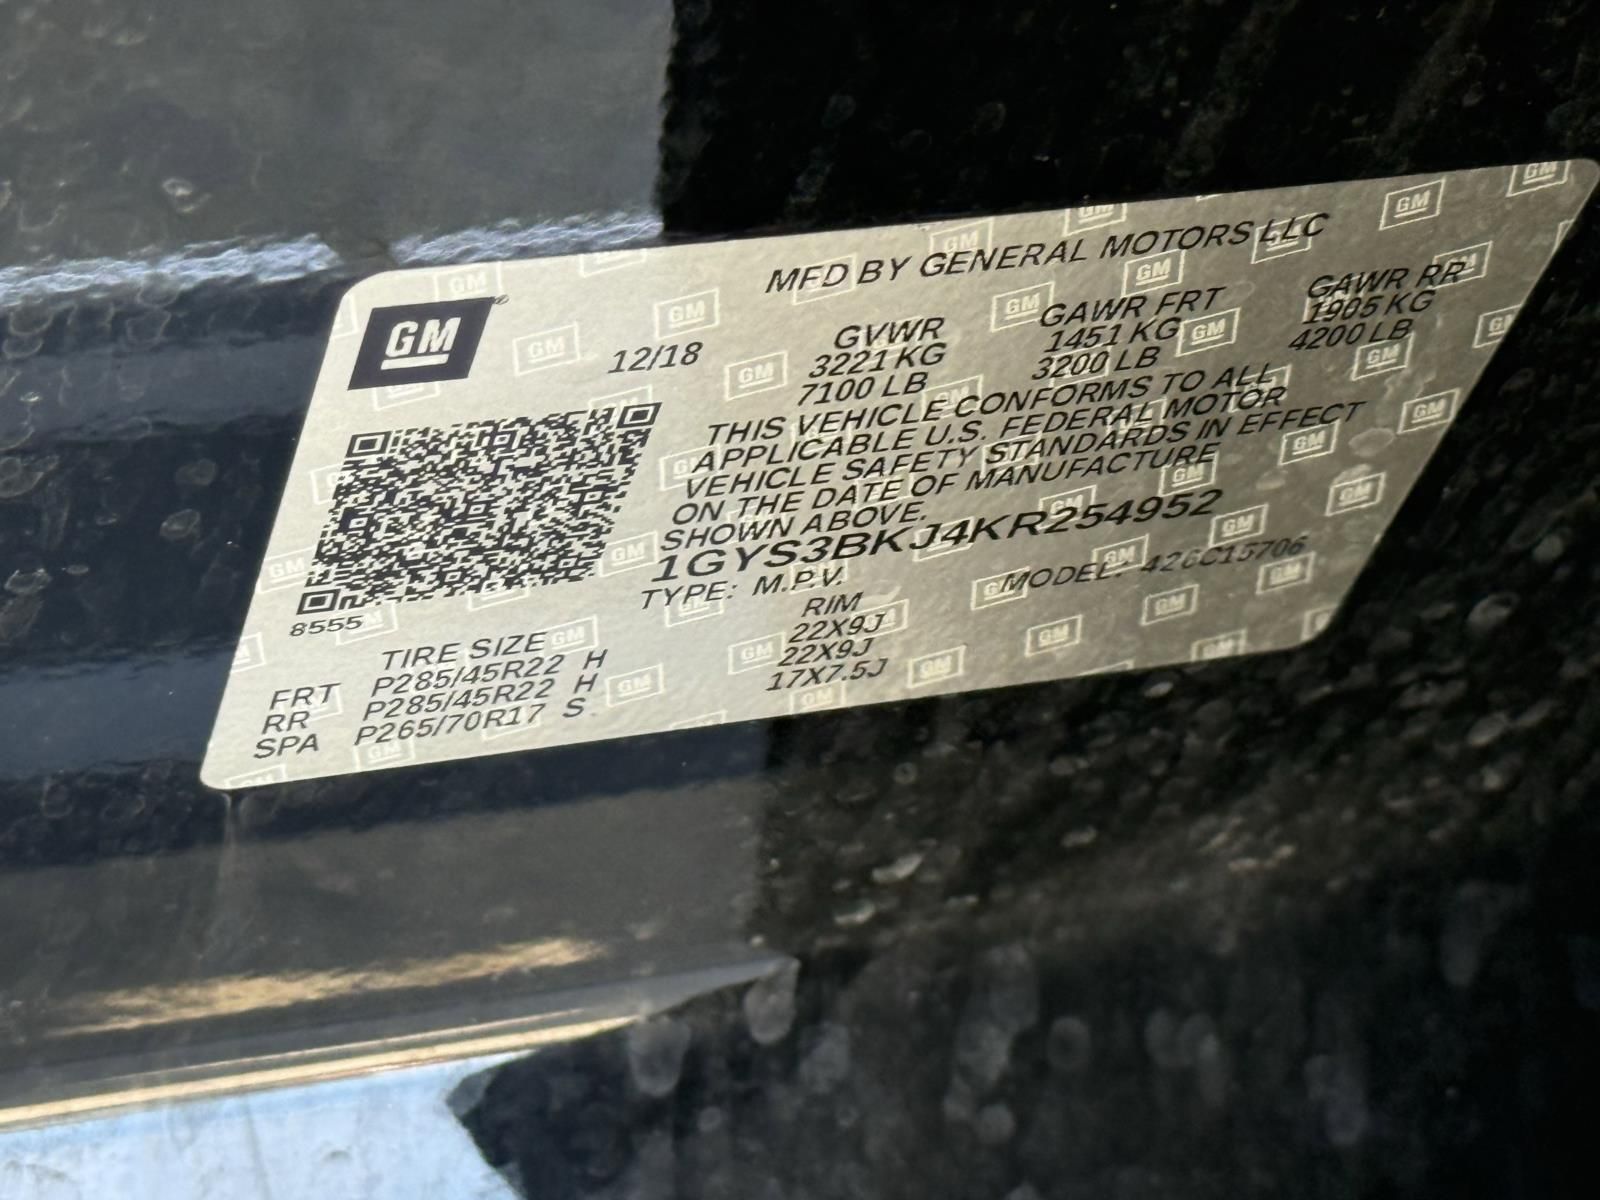 GM
MFD BY GENERAL MOTORS LLC
12/18
GVWR GAWR FRT GAWR RR
3221 KG 1451 KG 1905 KG
7100 LB 3200 LB 4200 LB
THIS VEHICLE CONFORMS TO ALL
APPLICABLE U.S. FEDERAL MOTOR
VEHICLE SAFETY STANDARDS IN EFFECT
ON THE DATE OF MANUFACTURE
SHOWN ABOVE.
1GYS3BKJ4KR254952
TYPE: M.P.V. MODEL: 426C15706
8555
TIRE SIZE RIM
FRT P285/45R22 H 22X9J
RR P285/45R22 H 22X9J
SPA P265/70R17 S 17X7.5J